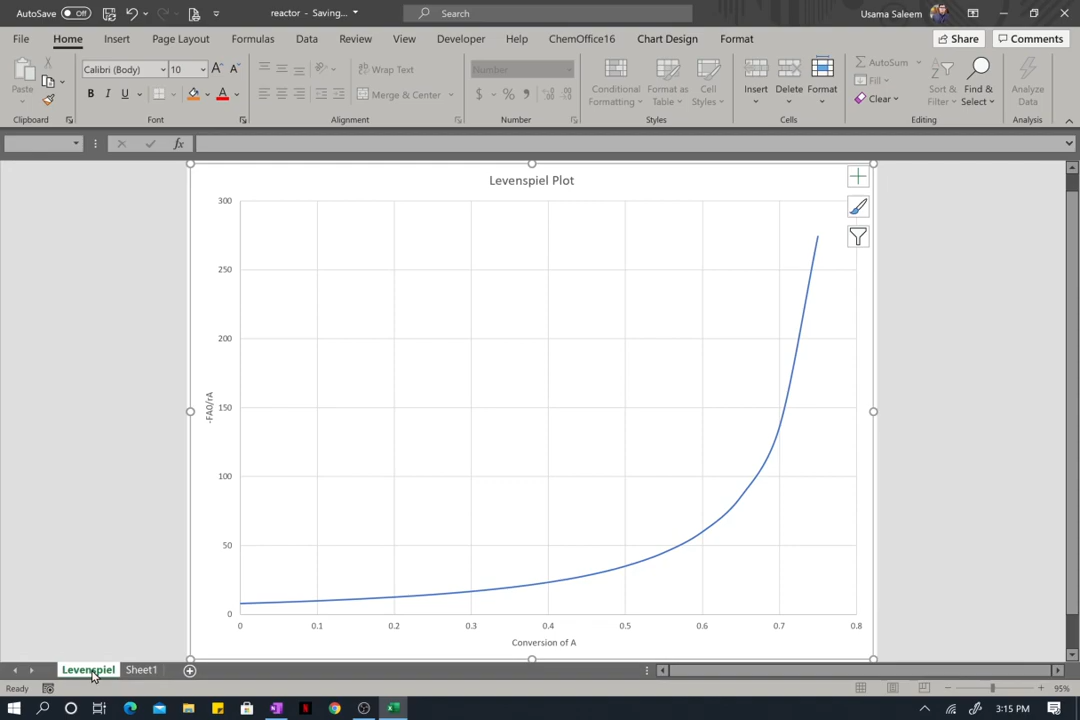 AutoSave Off reactor - Saving... Search Usama Saleem
File Home Insert Page Layout Formulas Data Review View Developer Help ChemOffice16 Chart Design Format Share Comments
Paste
Clipboard
Calibri (Body) 10
B I U
Font
Wrap Text
Merge & Center
Alignment
Number
$ % ,
Number
Conditional Formatting
Format as Table
Cell Styles
Styles
Insert Delete Format
Cells
AutoSum
Fill
Clear
Sort & Filter
Find & Select
Editing
Analyze Data
Analysis
fx
Levenspiel Plot
300
250
200
150
100
50
0
-FA0/rA
0 0.1 0.2 0.3 0.4 0.5 0.6 0.7 0.8
Conversion of A
Levenspiel Sheet1
Ready 95%
3:15 PM